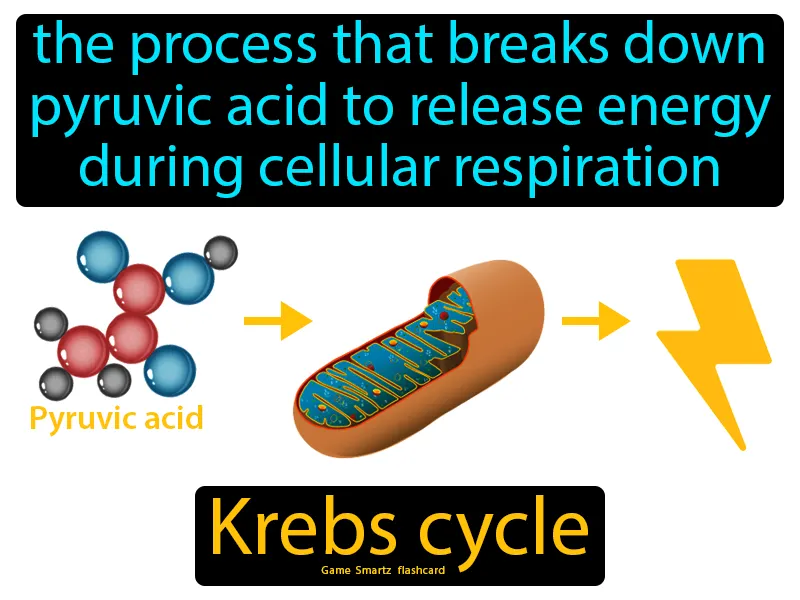 the process that breaks down
pyruvic acid to release energy
during cellular respiration
Pyruvic acid
Krebs cycle
Game Smartz flashcard